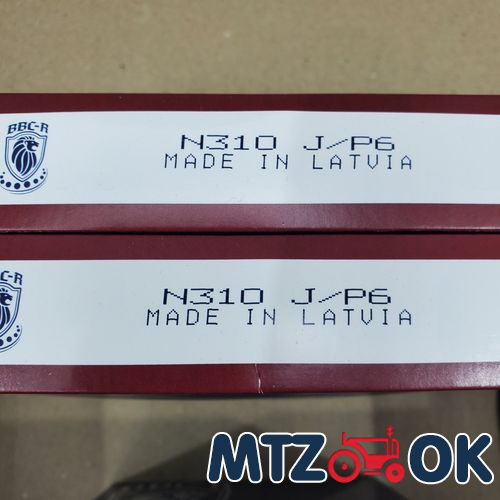 BBC-R
N310 J/P6
MADE IN LATVIA
C-R
N310 J/P6
MADE IN LATVIA
MTZ OK